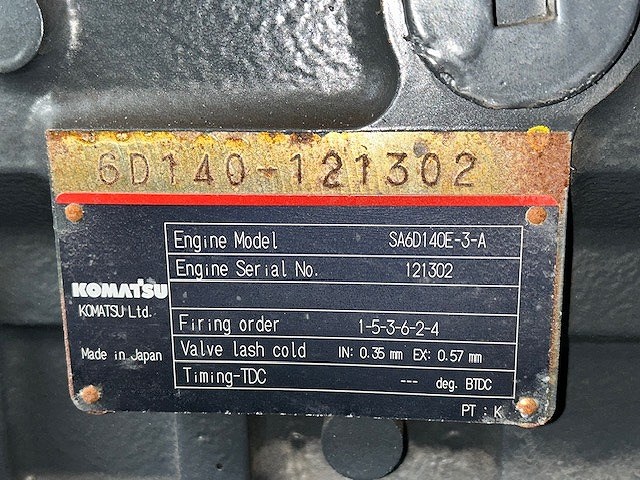 6D140-121302
Engine Model SA6D140E-3-A
Engine Serial No. 121302
KOMATSU
KOMATSU Ltd.
Firing order 1-5-3-6-2-4
Made in Japan
Valve lash cold IN: 0.35 mm EX: 0.57 mm
Timing-TDC --- deg. BTDC
PT : K